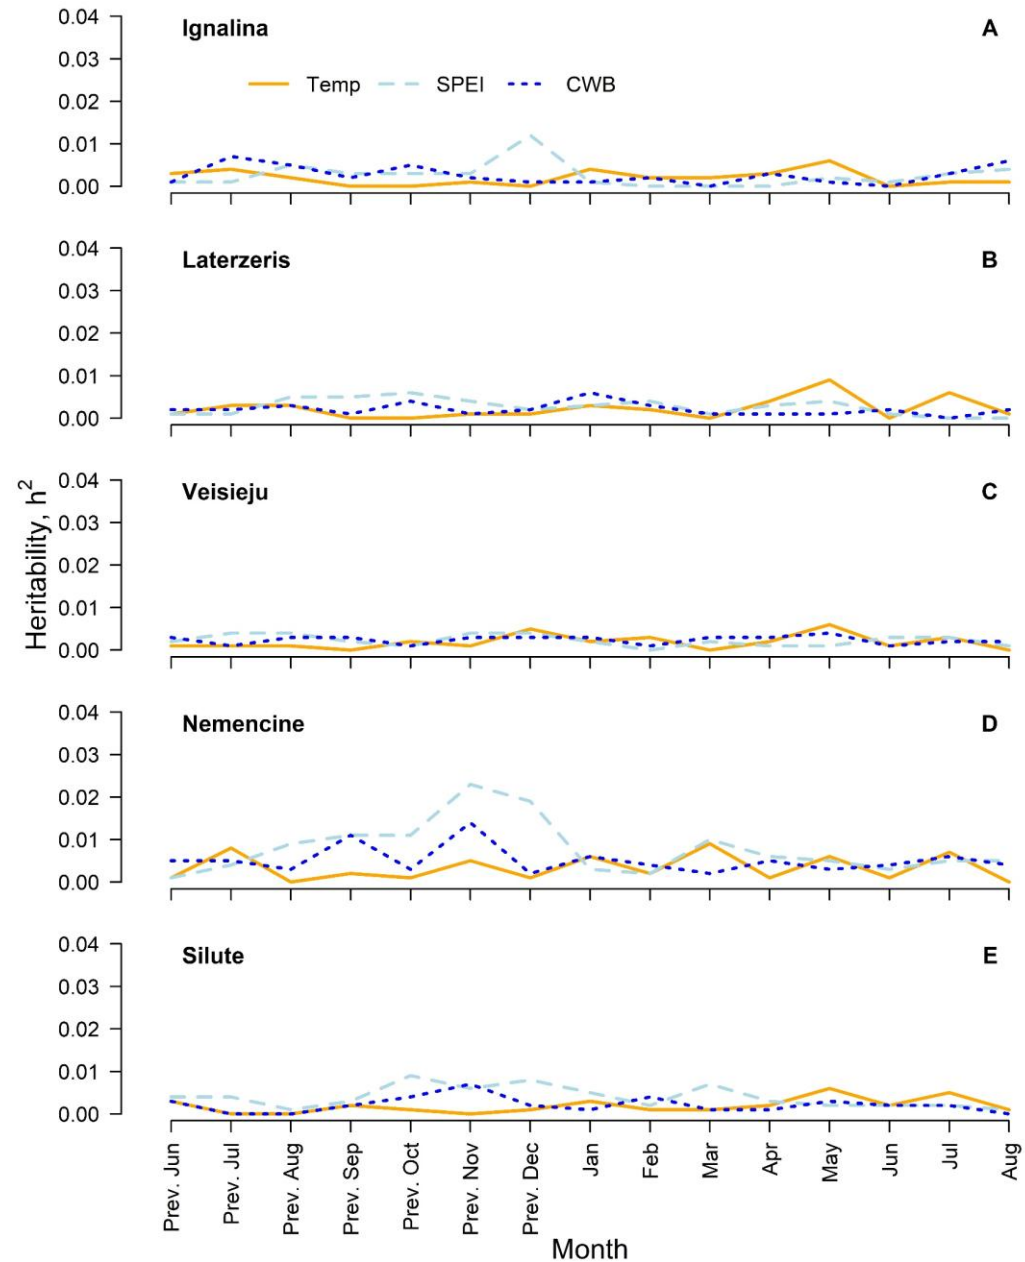 Heritability, h²
0.04
0.03
0.02
0.01
0.00
Ignalina
A
Temp SPEI CWB
0.04
0.03
0.02
0.01
0.00
Laterzeris
B
0.04
0.03
0.02
0.01
0.00
Veisieju
C
0.04
0.03
0.02
0.01
0.00
Nemencine
D
0.04
0.03
0.02
0.01
0.00
Silute
E
Prev. Jun
Prev. Jul
Prev. Aug
Prev. Sep
Prev. Oct
Prev. Nov
Prev. Dec
Jan
Feb
Mar
Apr
May
Jun
Jul
Aug
Month